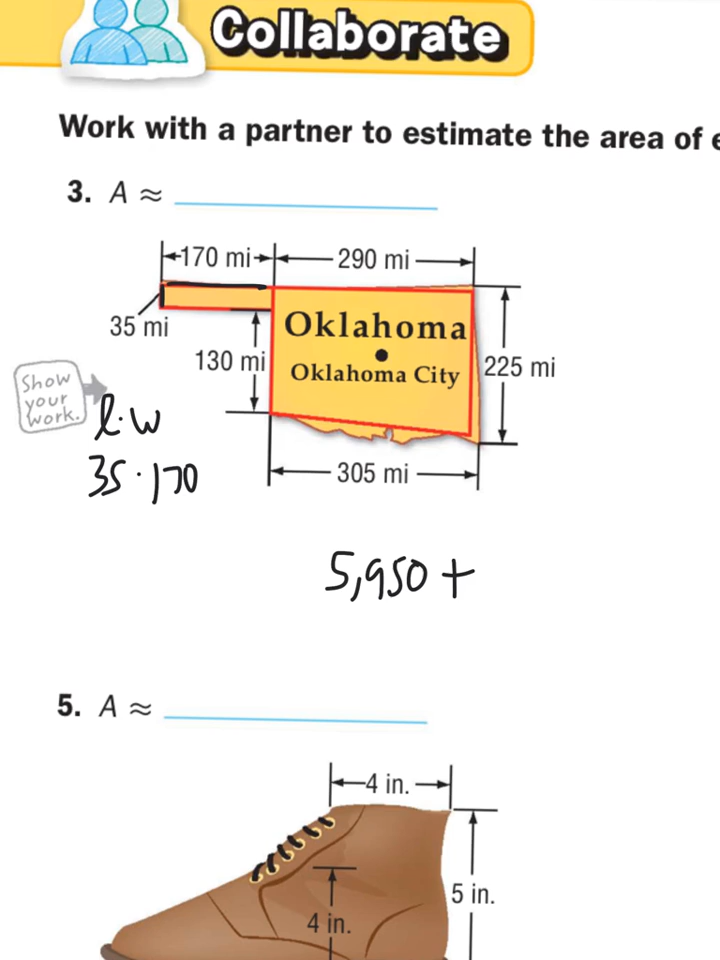 Collaborate
Work with a partner to estimate the area of
3. A ≈
170 mi
290 mi
35 mi
Oklahoma
130 mi
Oklahoma City
225 mi
Show
your
work.
l·w
35·170
305 mi
5,950 +
5. A ≈
4 in.
5 in.
4 in.